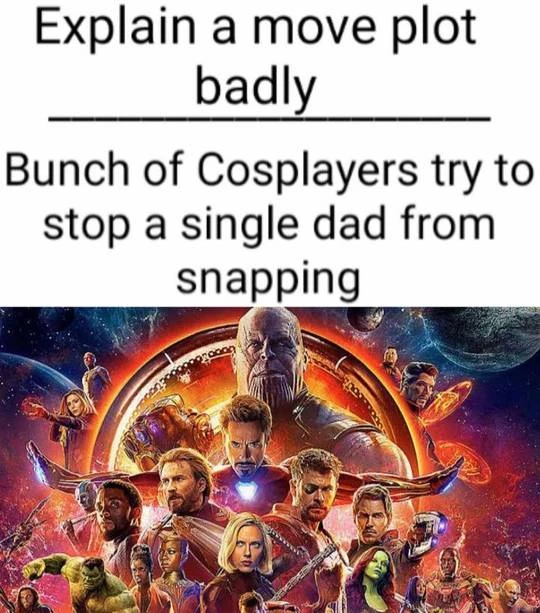 Explain a move plot
badly
Bunch of Cosplayers try to
stop a single dad from
snapping